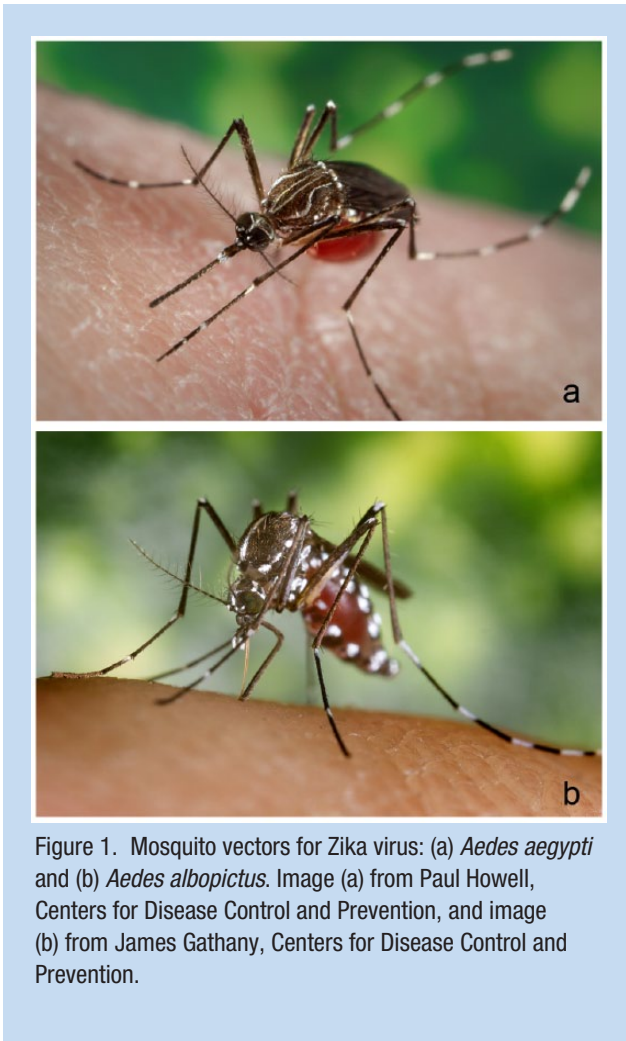 a
b
Figure 1. Mosquito vectors for Zika virus: (a) Aedes aegypti
and (b) Aedes albopictus. Image (a) from Paul Howell,
Centers for Disease Control and Prevention, and image
(b) from James Gathany, Centers for Disease Control and
Prevention.